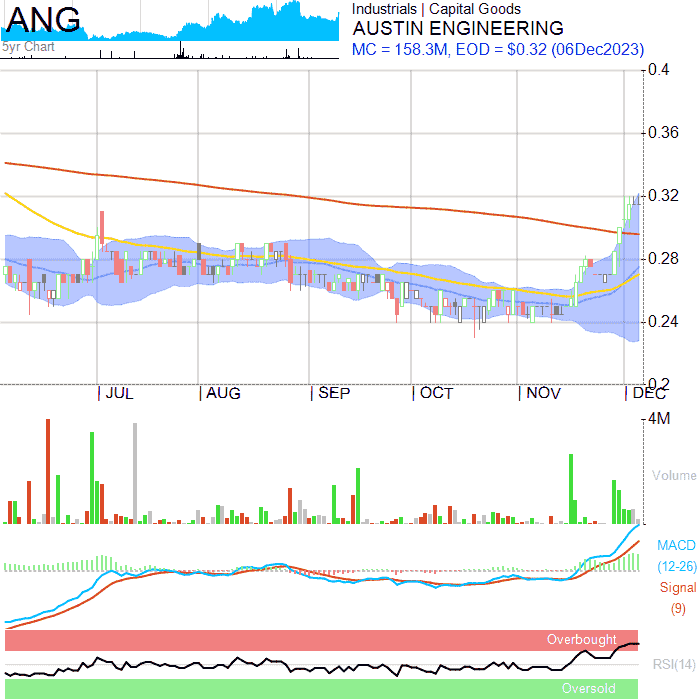 ANG
5yr Chart
Industrials | Capital Goods
AUSTIN ENGINEERING
MC = 158.3M, EOD = $0.32 (06Dec2023)
0.4
0.36
0.32
0.28
0.24
0.2
JUL AUG SEP OCT NOV DEC
4M
Volume
MACD
(12-26)
Signal
(9)
Overbought
RSI(14)
Oversold